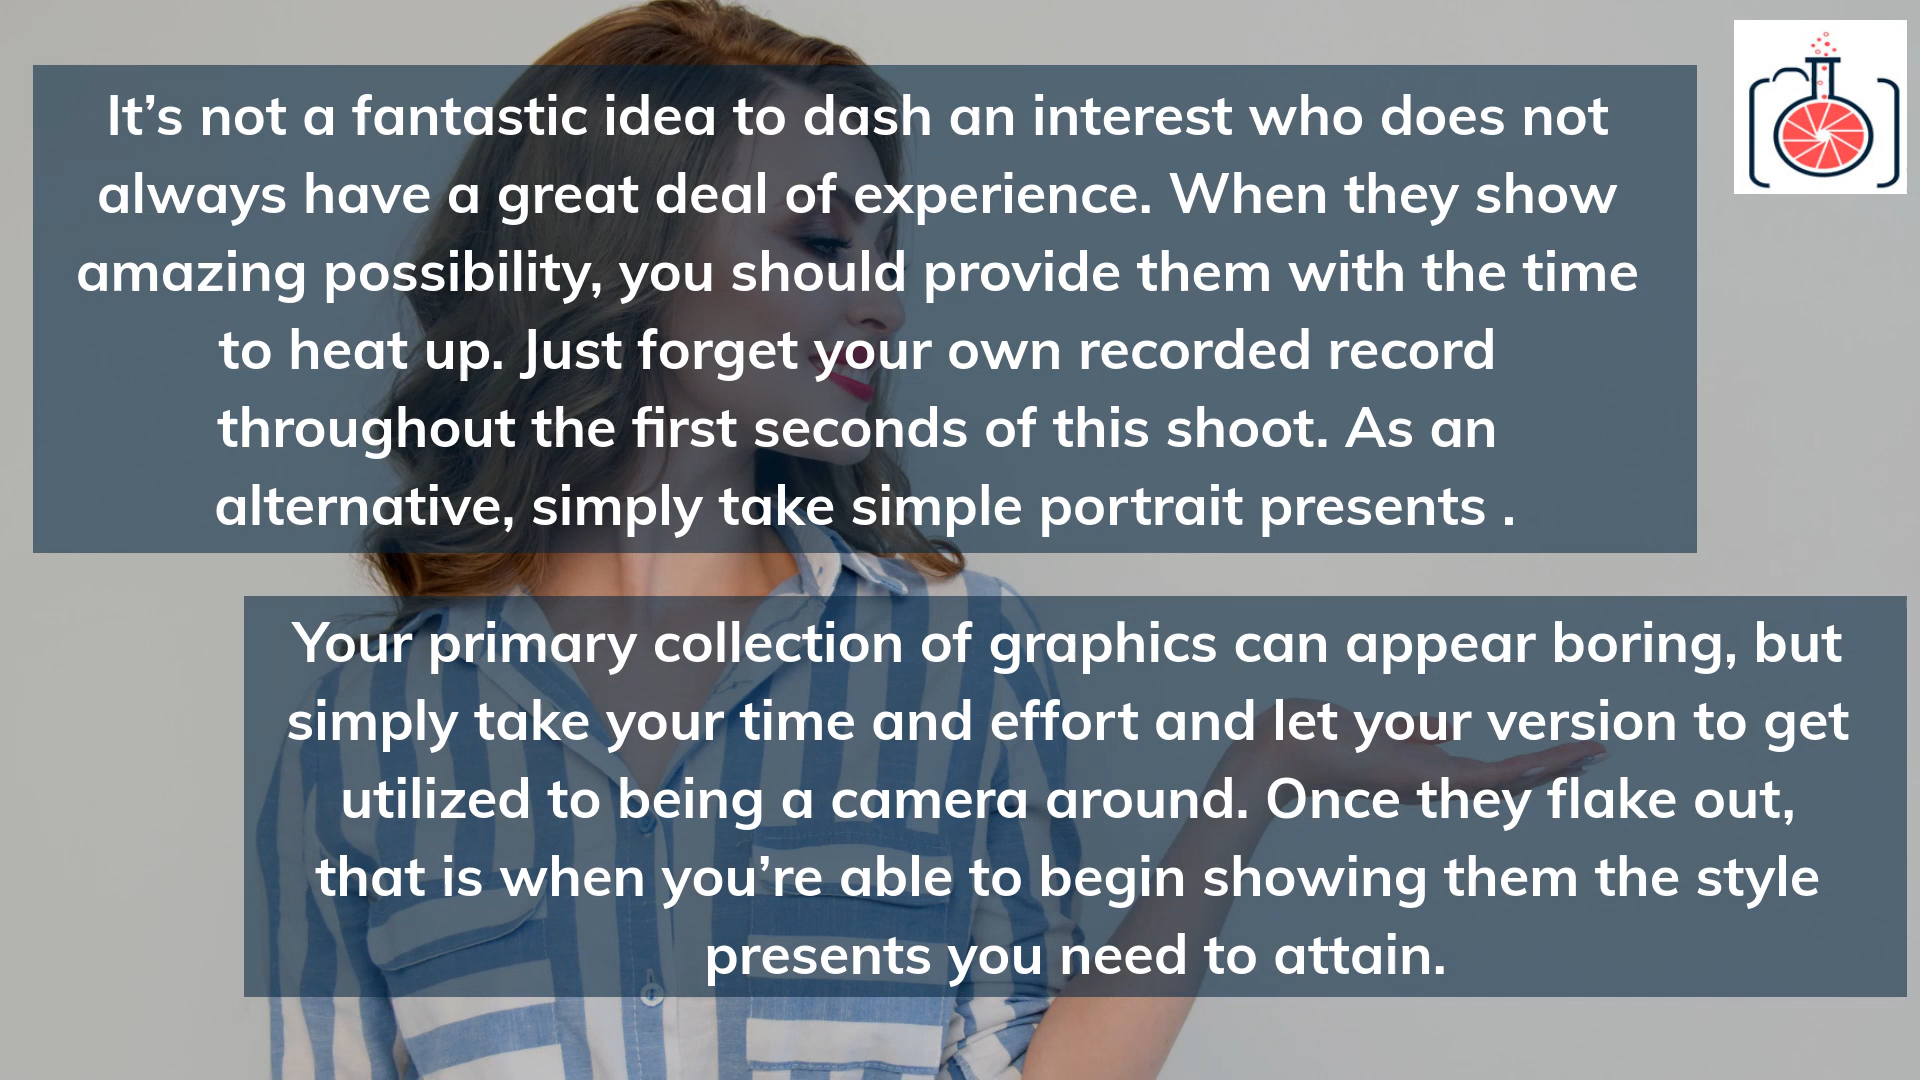 It’s not a fantastic idea to dash an interest who does not
always have a great deal of experience. When they show
amazing possibility, you should provide them with the time
to heat up. Just forget your own recorded record
throughout the first seconds of this shoot. As an
alternative, simply take simple portrait presents .
Your primary collection of graphics can appear boring, but
simply take your time and effort and let your version to get
utilized to being a camera around. Once they flake out,
that is when you’re able to begin showing them the style
presents you need to attain.